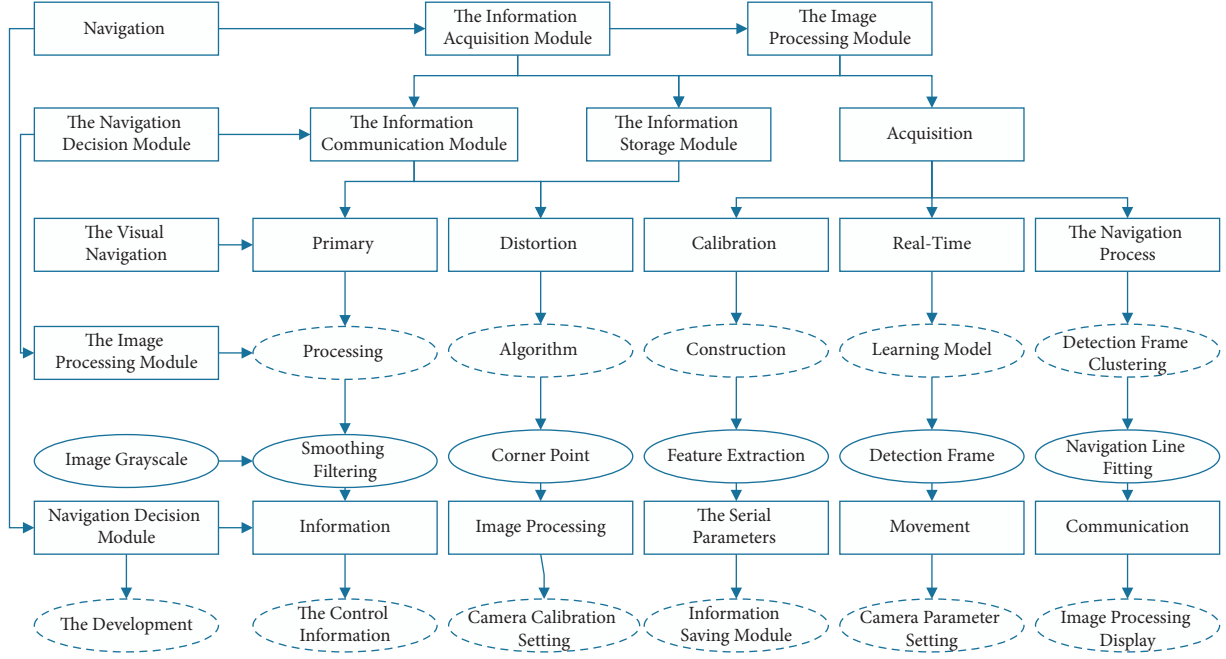 Navigation
The Information
Acquisition Module
The Image
Processing Module
The Navigation
Decision Module
The Information
Communication Module
The Information
Storage Module
Acquisition
The Visual
Navigation
Primary
Distortion
Calibration
Real-Time
The Navigation
Process
The Image
Processing Module
Processing
Algorithm
Construction
Learning Model
Detection Frame
Clustering
Image Grayscale
Smoothing
Filtering
Corner Point
Feature Extraction
Detection Frame
Navigation Line
Fitting
Navigation Decision
Module
Information
Image Processing
The Serial
Parameters
Movement
Communication
The Development
The Control
Information
Camera Calibration
Setting
Information
Saving Module
Camera Parameter
Setting
Image Processing
Display